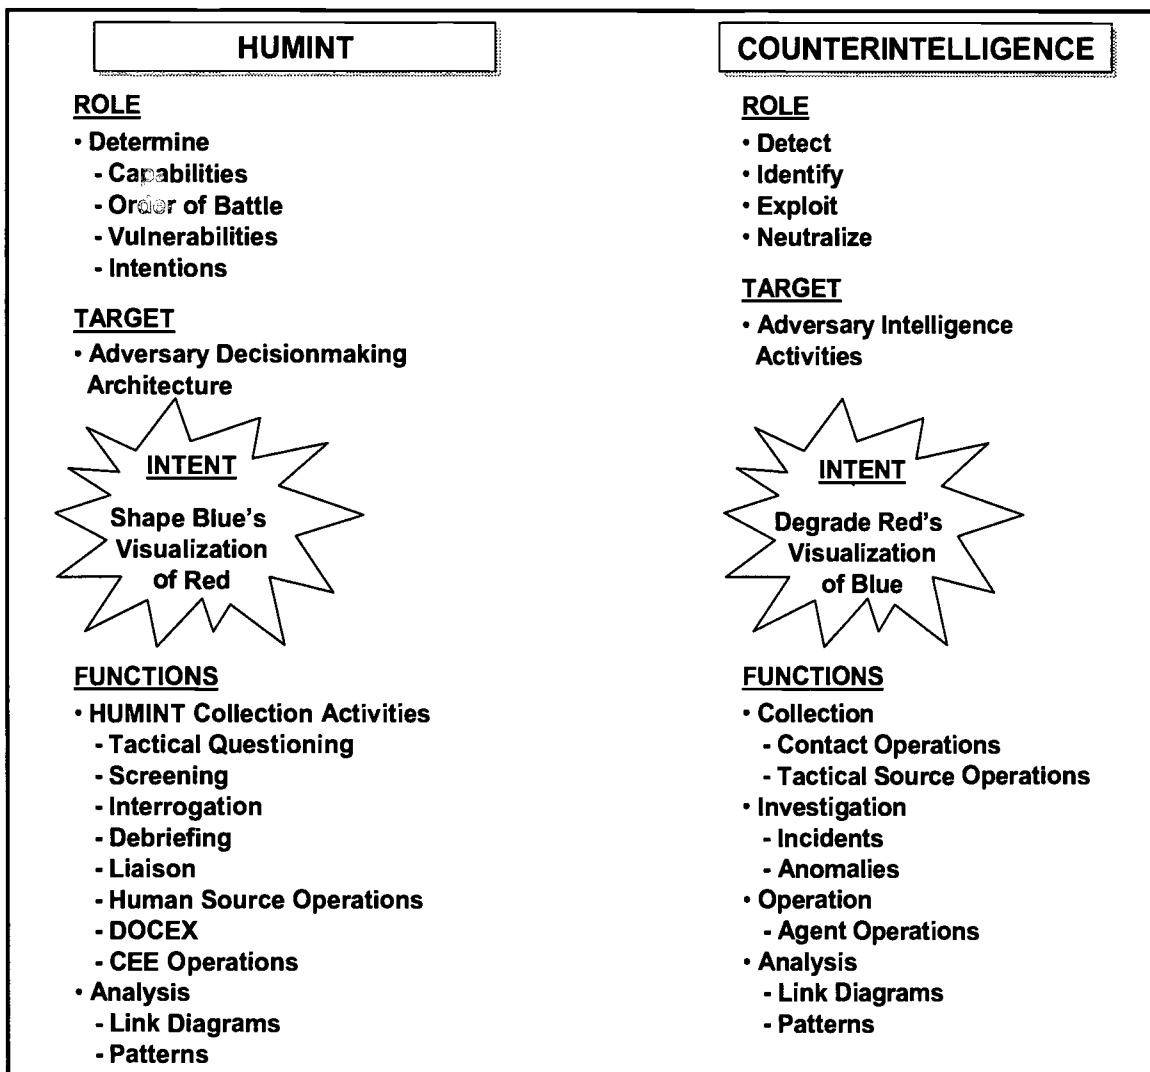 HUMINT
ROLE
• Determine
- Capabilities
- Order of Battle
- Vulnerabilities
- Intentions
TARGET
• Adversary Decisionmaking
Architecture
INTENT
Shape Blue's
Visualization
of Red
FUNCTIONS
• HUMINT Collection Activities
- Tactical Questioning
- Screening
- Interrogation
- Debriefing
- Liaison
- Human Source Operations
- DOCEX
- CEE Operations
• Analysis
- Link Diagrams
- Patterns
COUNTERINTELLIGENCE
ROLE
• Detect
• Identify
• Exploit
• Neutralize
TARGET
• Adversary Intelligence
Activities
INTENT
Degrade Red's
Visualization
of Blue
FUNCTIONS
• Collection
- Contact Operations
- Tactical Source Operations
• Investigation
- Incidents
- Anomalies
• Operation
- Agent Operations
• Analysis
- Link Diagrams
- Patterns